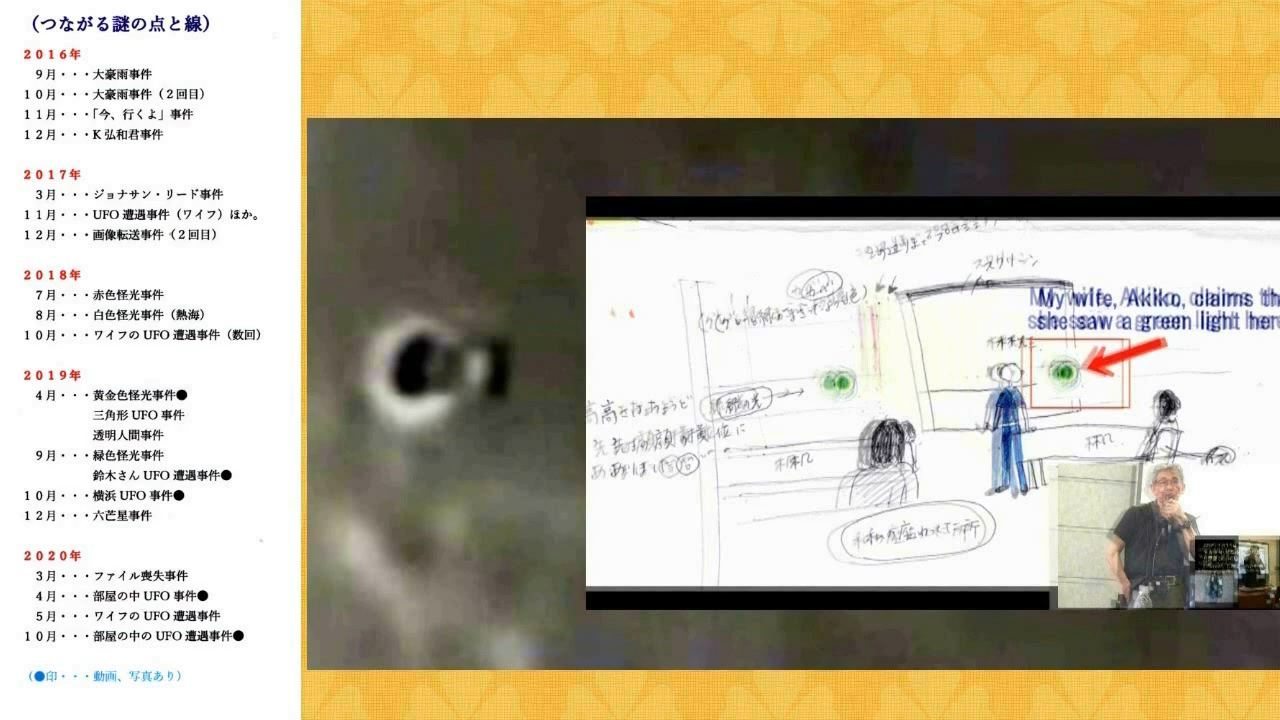 （つながる謎の点と線）
２０１６年
９月・・・大豪雨事件
１０月・・・大豪雨事件（２回目）
１１月・・・「今、行くよ」事件
１２月・・・K 弘和君事件
２０１７年
３月・・・ジョナサン・リード事件
１１月・・・UFO 遭遇事件（ワイフ）ほか。
１２月・・・画像転送事件（２回目）
２０１８年
７月・・・赤色怪光事件
８月・・・白色怪光事件（熱海）
１０月・・・ワイフの UFO 遭遇事件（数回）
２０１９年
４月・・・黄金色怪光事件●
三角形 UFO 事件
透明人間事件
９月・・・緑色怪光事件
鈴木さん UFO 遭遇事件●
１０月・・・横浜 UFO 事件●
１２月・・・六芒星事件
２０２０年
３月・・・ファイル喪失事件
４月・・・部屋の中 UFO 事件●
５月・・・ワイフの UFO 遭遇事件
１０月・・・部屋の中の UFO 遭遇事件●
（●印・・・動画、写真あり）
スクリーン
My wife, Akiko, claims
she saw a green light